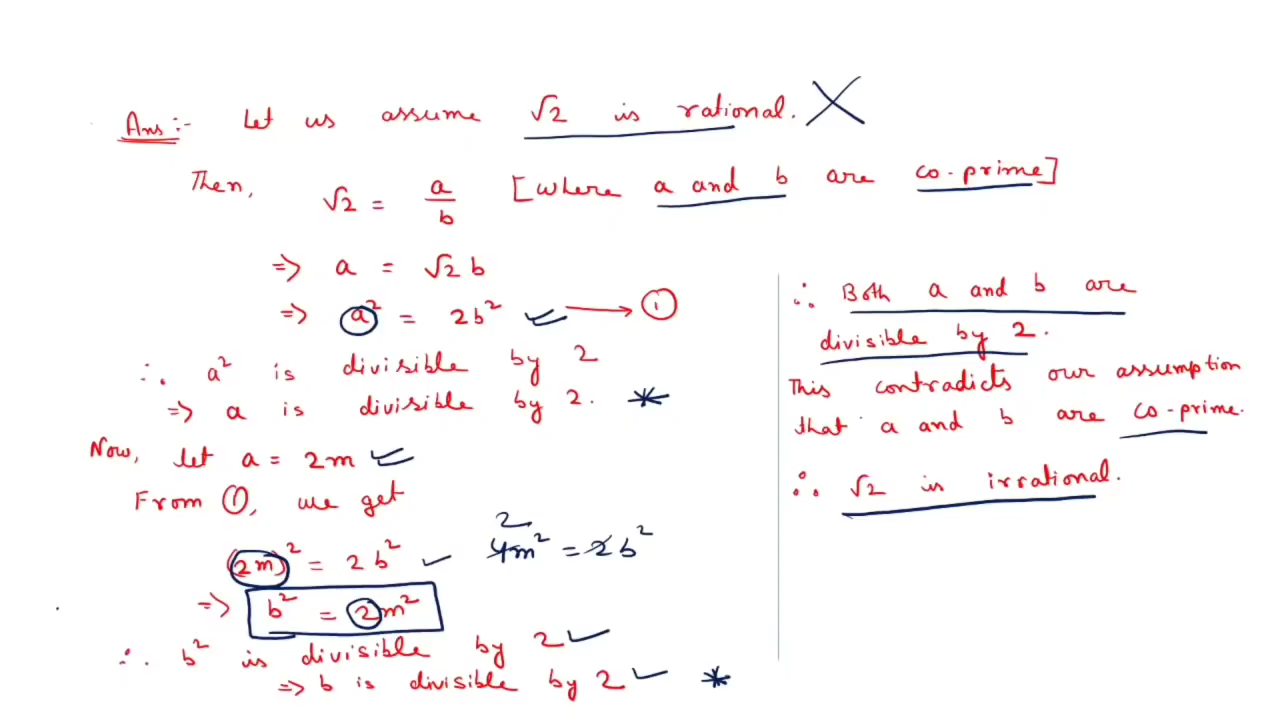 Ans :- Let us assume √2 is rational.
Then, √2 = a/b [where a and b are co-prime]
=> a = √2 b
=> a² = 2b² → ①
∴ a² is divisible by 2
=> a is divisible by 2. *
Now, let a = 2m
From ①, we get
(2m)² = 2b² 4m² = 2b² 2
=> b² = 2m²
∴ b² is divisible by 2
=> b is divisible by 2 *
∴ Both a and b are
divisible by 2.
This contradicts our assumption
that a and b are co-prime.
∴ √2 is irrational.